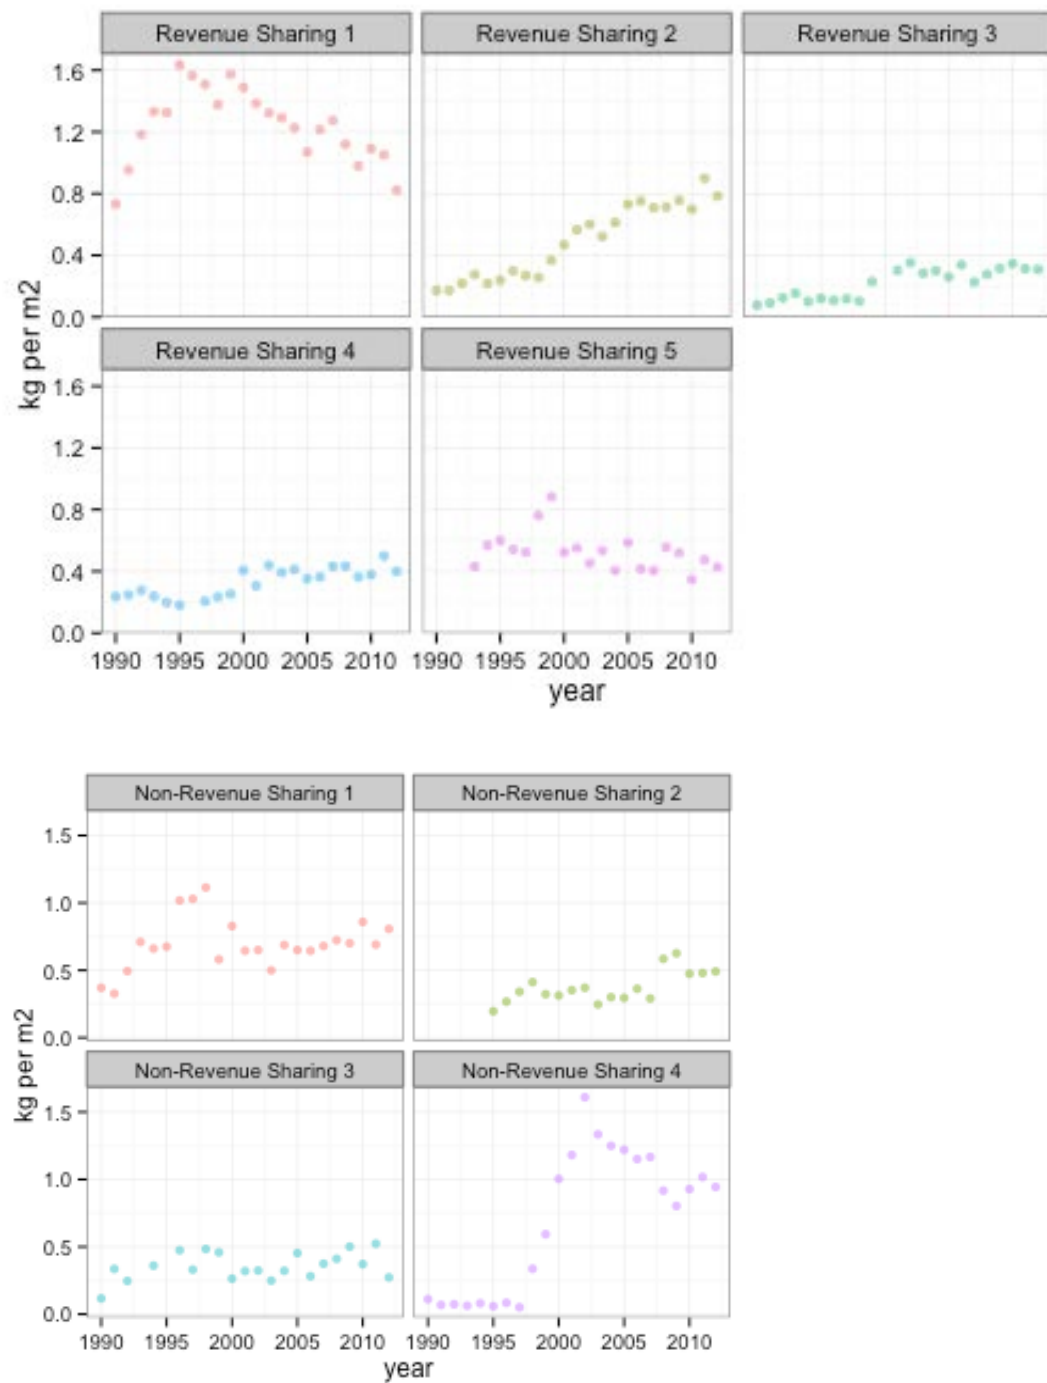 Revenue Sharing 1 Revenue Sharing 2 Revenue Sharing 3
1.6
1.2
0.8
0.4
0.0
kg per m2
Revenue Sharing 4 Revenue Sharing 5
1.6
1.2
0.8
0.4
0.0
1990 1995 2000 2005 2010 1990 1995 2000 2005 2010
year
Non-Revenue Sharing 1 Non-Revenue Sharing 2
1.5
1.0
0.5
0.0
kg per m2
Non-Revenue Sharing 3 Non-Revenue Sharing 4
1.5
1.0
0.5
0.0
1990 1995 2000 2005 2010 1990 1995 2000 2005 2010
year